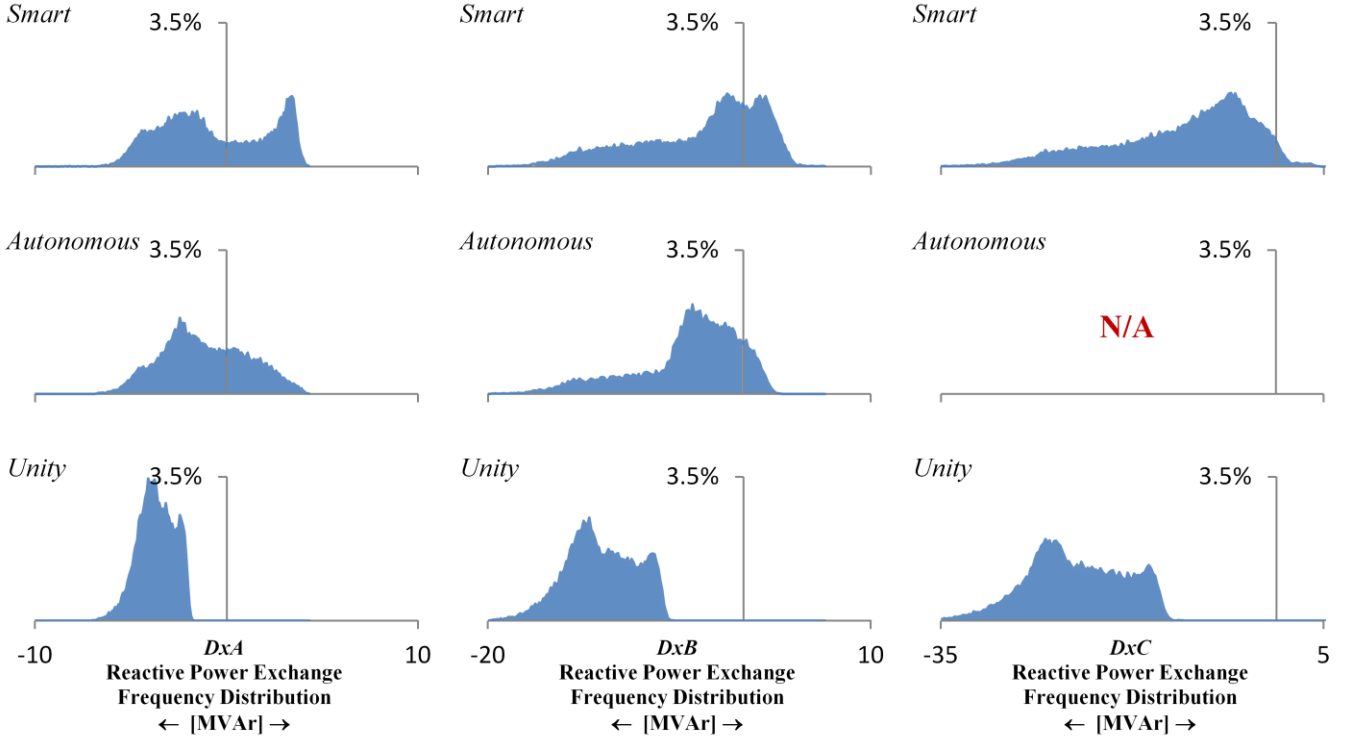 Smart
3.5%
Smart
3.5%
Smart
3.5%
Autonomous
3.5%
Autonomous
3.5%
Autonomous
3.5%
N/A
Unity
3.5%
Unity
3.5%
Unity
3.5%
-10
DxA
10
Reactive Power Exchange
Frequency Distribution
← [MVAr] →
-20
DxB
10
Reactive Power Exchange
Frequency Distribution
← [MVAr] →
-35
DxC
5
Reactive Power Exchange
Frequency Distribution
← [MVAr] →